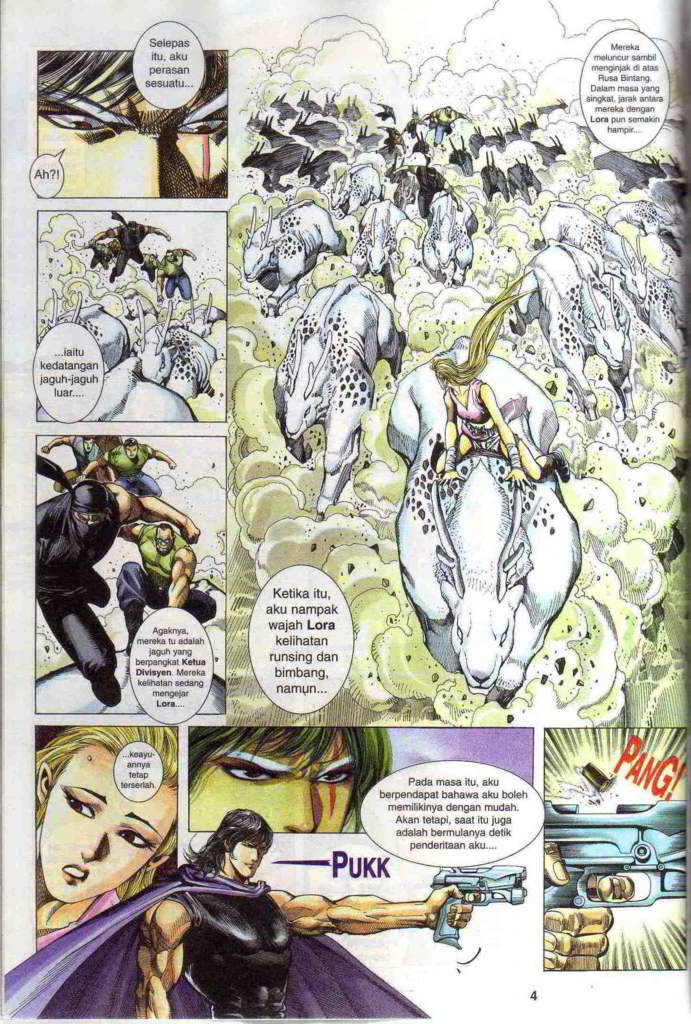 Selepas
itu, aku
perasan
sesuatu...
Ah?!
...iaitu
kedatangan
jaguh-jaguh
luar....
Agaknya,
mereka tu adalah
jaguh yang
berpangkat Ketua
Divisyen. Mereka
kelihatan sedang
mengejar
Lora....
Mereka
meluncur sambil
menginjak di atas
Rusa Bintang.
Dalam masa yang
singkat, jarak antara
mereka dengan
Lora pun semakin
hampir....
Ketika itu,
aku nampak
wajah Lora
kelihatan
runsing dan
bimbang,
namun...
...keayu-
annya
tetap
terserlah.
Pada masa itu, aku
berpendapat bahawa aku boleh
memilikinya dengan mudah.
Akan tetapi, saat itu juga
adalah bermulanya detik
penderitaan aku....
PUKK
PANG!
4